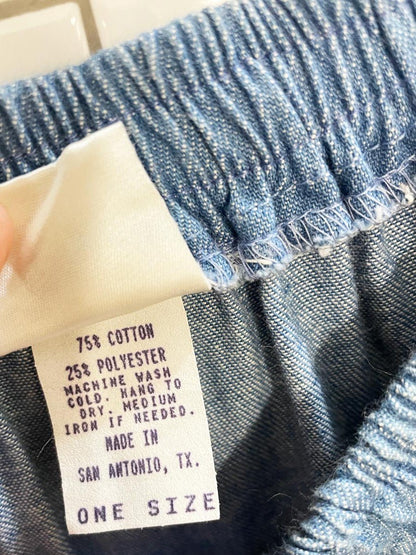 75% COTTON
25% POLYESTER
MACHINE WASH
COLD. HANG TO
DRY. MEDIUM
IRON IF NEEDED.
MADE IN
SAN ANTONIO, TX.
ONE SIZE